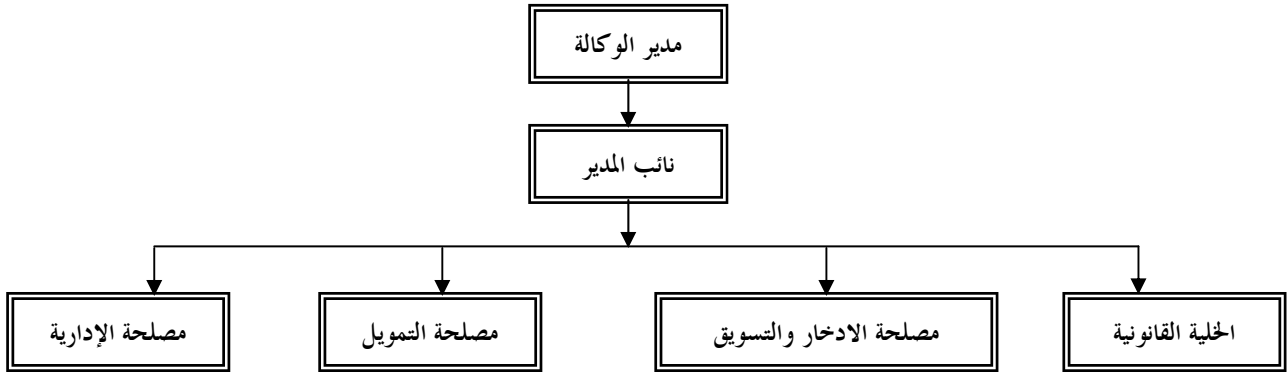 مدير الوكالة
نائب المدير
الخلية القانونية
مصلحة الادخار والتسويق
مصلحة التمويل
مصلحة الإدارية